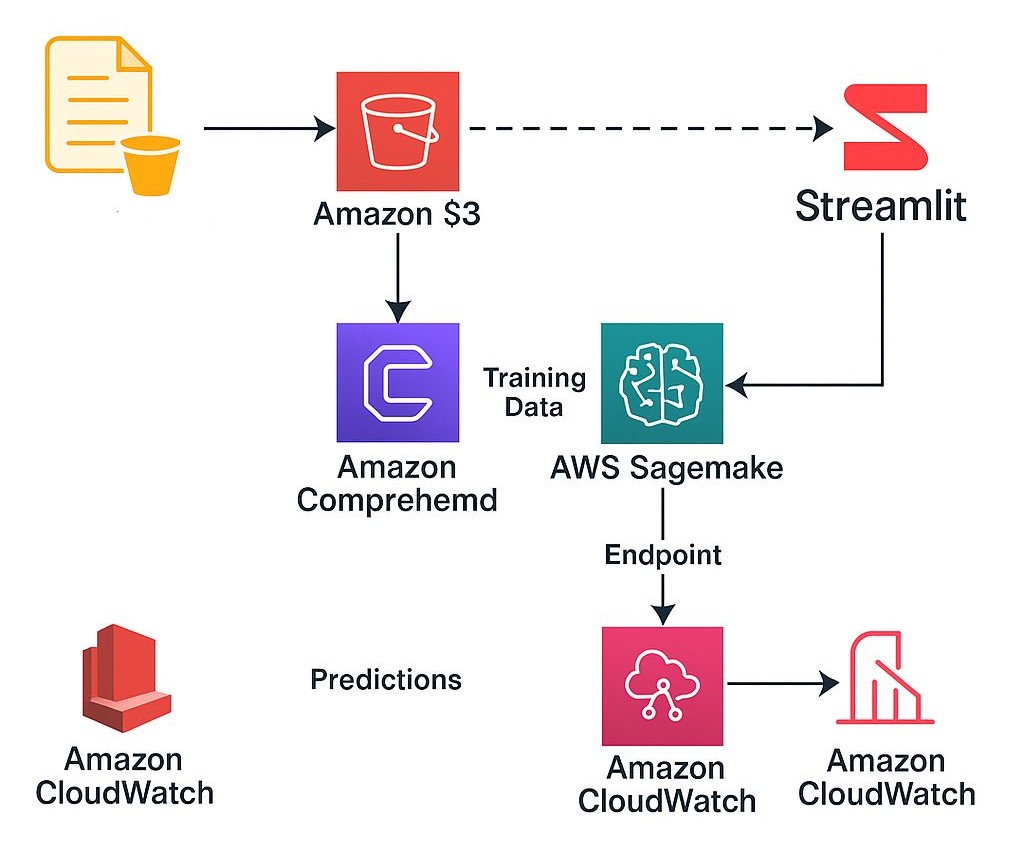 Amazon $3
Streamlit
Training
Data
Amazon
Comprehemd
AWS Sagemake
Endpoint
Predictions
Amazon
CloudWatch
Amazon
CloudWatch
Amazon
CloudWatch